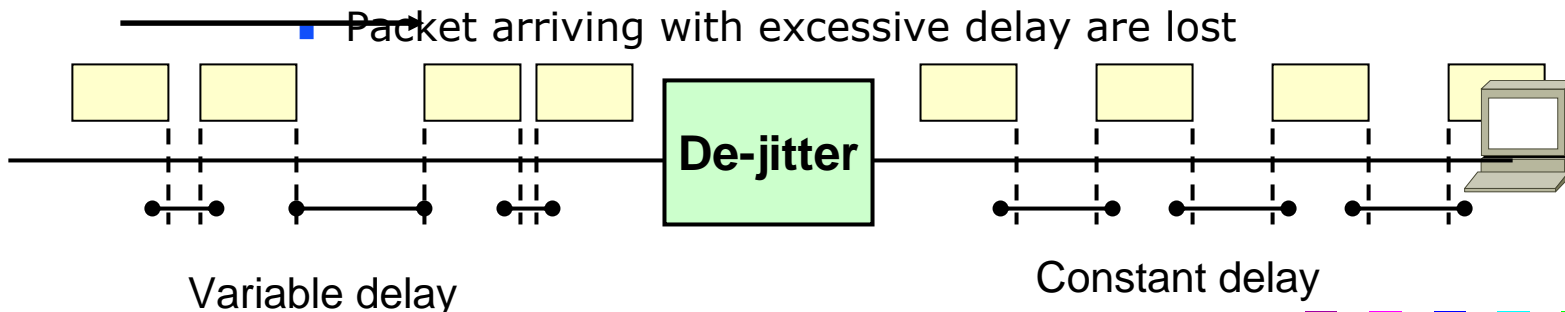 Packet arriving with excessive delay are lost
De-jitter
Variable delay
Constant delay